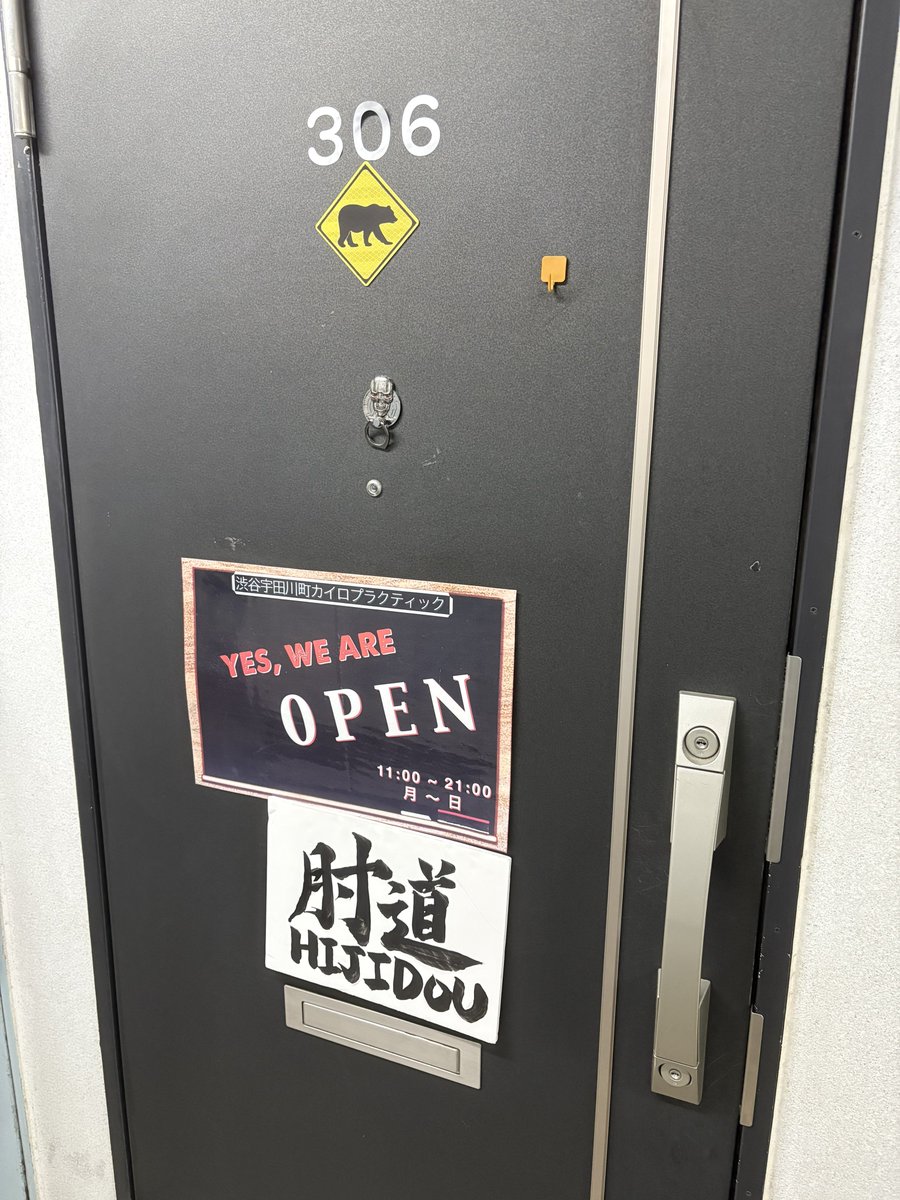 306
渋谷宇田川町カイロプラクティック
YES, WE ARE
OPEN
11:00 ~ 21:00
月 ~ 日
肘道
HIJIDOU